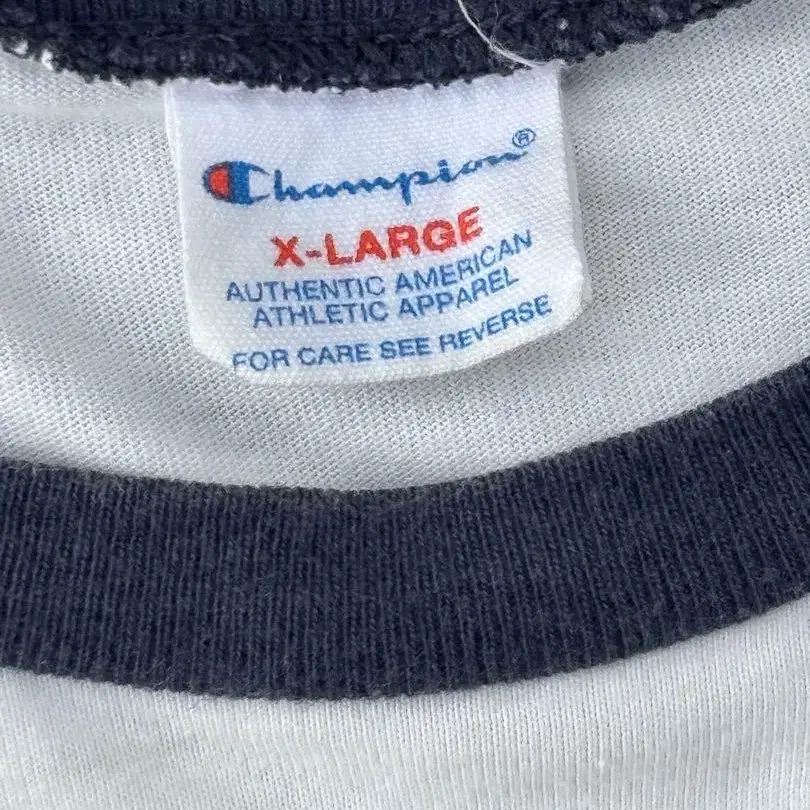 Champion®
X-LARGE
AUTHENTIC AMERICAN
ATHLETIC APPAREL
FOR CARE SEE REVERSE